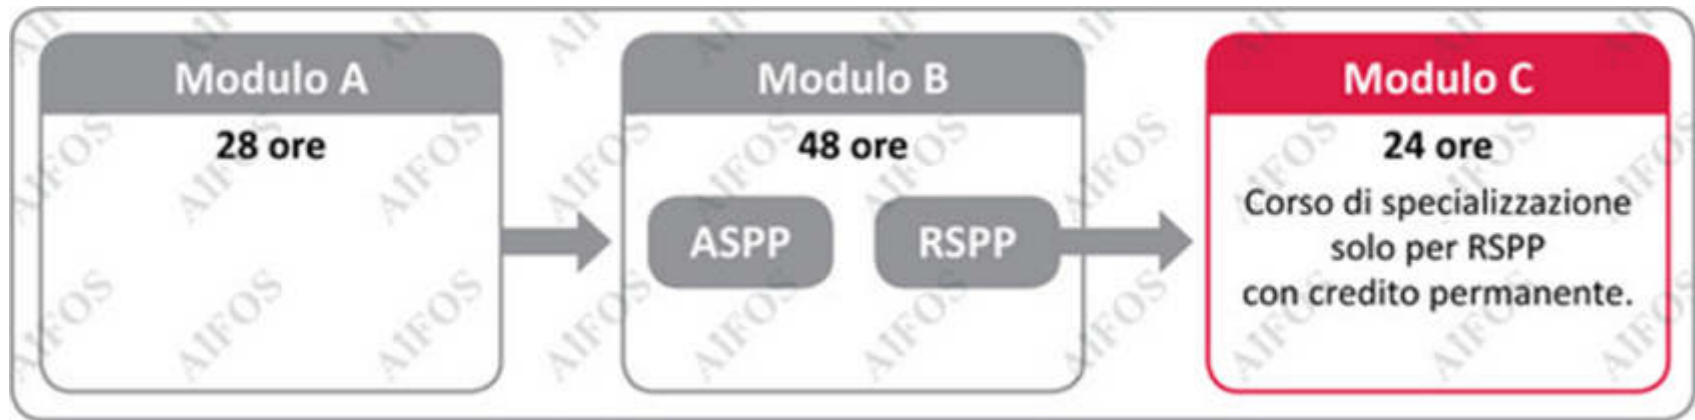 Modulo A
28 ore
Modulo B
48 ore
ASPP
RSPP
Modulo C
24 ore
Corso di specializzazione
solo per RSPP
con credito permanente.
AIFOS